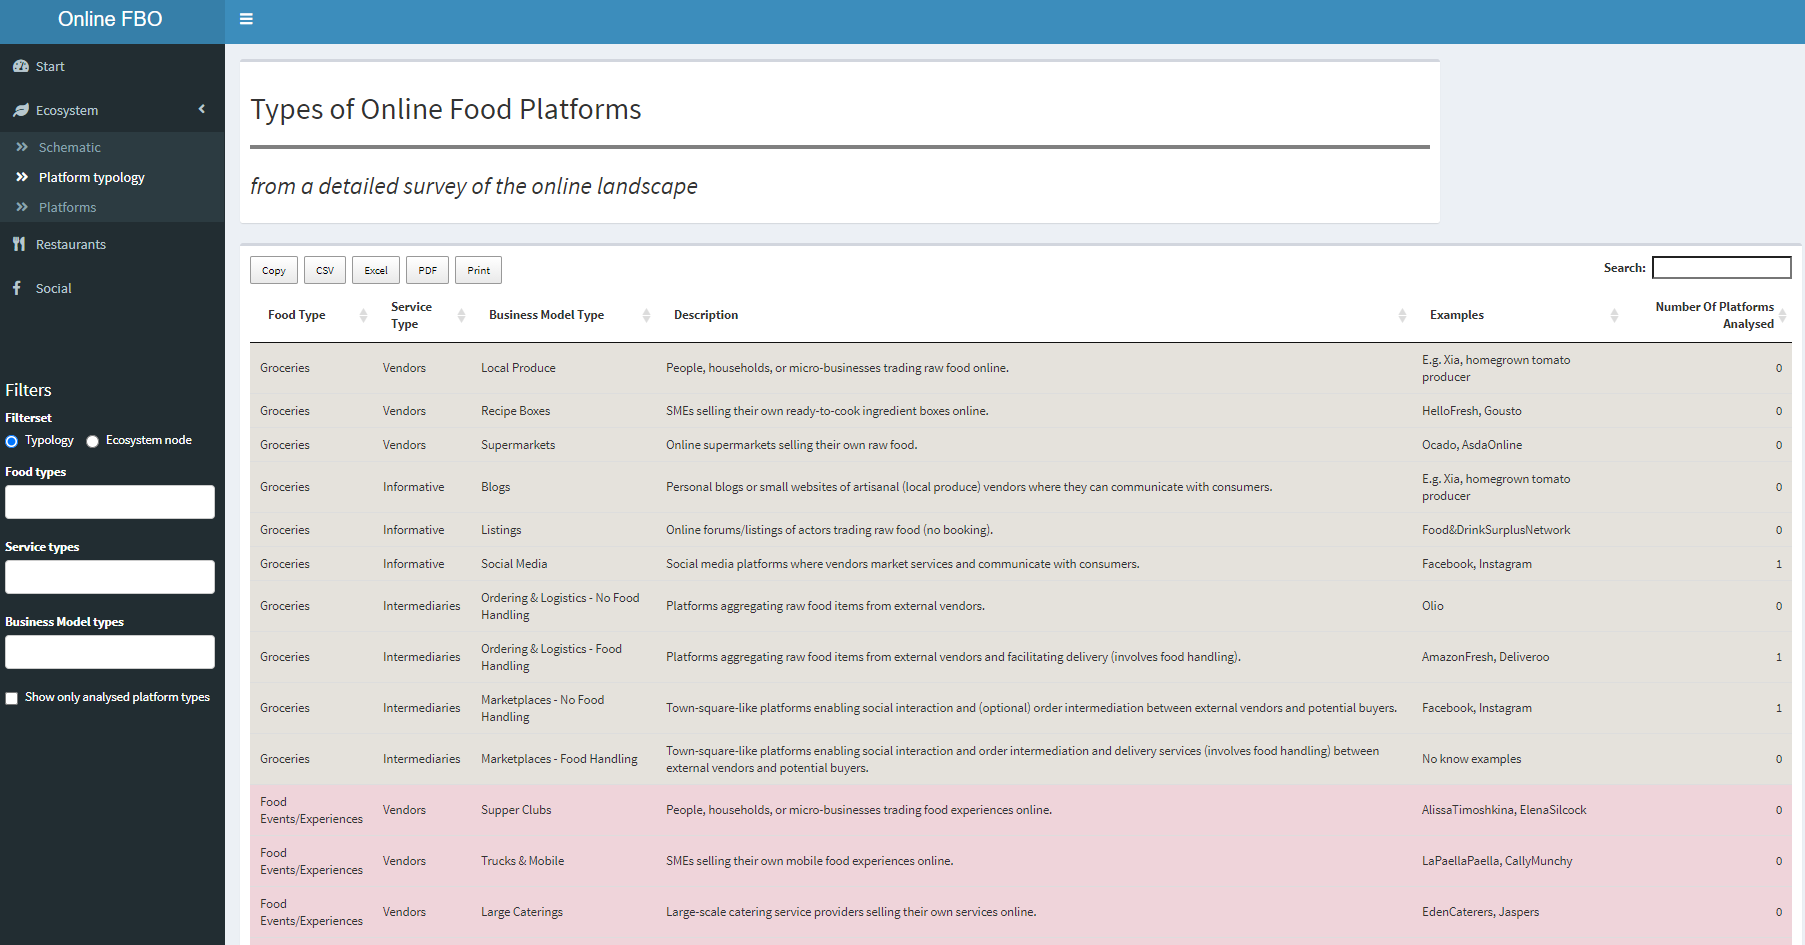 Online FBO
Start
Ecosystem
Schematic
Platform typology
Platforms
Restaurants
Social
Filters
Filterset
Typology
Ecosystem node
Food types
Service types
Business Model types
Show only analysed platform types
Types of Online Food Platforms
from a detailed survey of the online landscape
Copy
CSV
Excel
PDF
Print
Search:
Food Type
Service
Type
Business Model Type
Description
Examples
Number Of Platforms
Analysed
Groceries
Vendors
Local Produce
People, households, or micro-businesses trading raw food online.
E.g. Xia, homegrown tomato
producer
0
Groceries
Vendors
Recipe Boxes
SMEs selling their own ready-to-cook ingredient boxes online.
HelloFresh, Gousto
0
Groceries
Vendors
Supermarkets
Online supermarkets selling their own raw food.
Ocado, AsdaOnline
0
Groceries
Informative
Blogs
Personal blogs or small websites of artisanal (local produce) vendors where they can communicate with consumers.
E.g. Xia, homegrown tomato
producer
0
Groceries
Informative
Listings
Online forums/listings of actors trading raw food (no booking).
Food&DrinkSurplusNetwork
0
Groceries
Informative
Social Media
Social media platforms where vendors market services and communicate with consumers.
Facebook, Instagram
1
Groceries
Intermediaries
Ordering & Logistics - No Food
Handling
Platforms aggregating raw food items from external vendors.
Olio
0
Groceries
Intermediaries
Ordering & Logistics - Food
Handling
Platforms aggregating raw food items from external vendors and facilitating delivery (involves food handling).
AmazonFresh, Deliveroo
1
Groceries
Intermediaries
Marketplaces - No Food
Handling
Town-square-like platforms enabling social interaction and (optional) order intermediation between external vendors and potential buyers.
Facebook, Instagram
1
Groceries
Intermediaries
Marketplaces - Food Handling
Town-square-like platforms enabling social interaction and order intermediation and delivery services (involves food handling) between
external vendors and potential buyers.
No know examples
0
Food
Events/Experiences
Vendors
Supper Clubs
People, households, or micro-businesses trading food experiences online.
AlissaTimoshkina, ElenaSilcock
0
Food
Events/Experiences
Vendors
Trucks & Mobile
SMEs selling their own mobile food experiences online.
LaPaellaPaella, CallyMunchy
0
Food
Events/Experiences
Vendors
Large Caterings
Large-scale catering service providers selling their own services online.
EdenCaterers, Jaspers
0